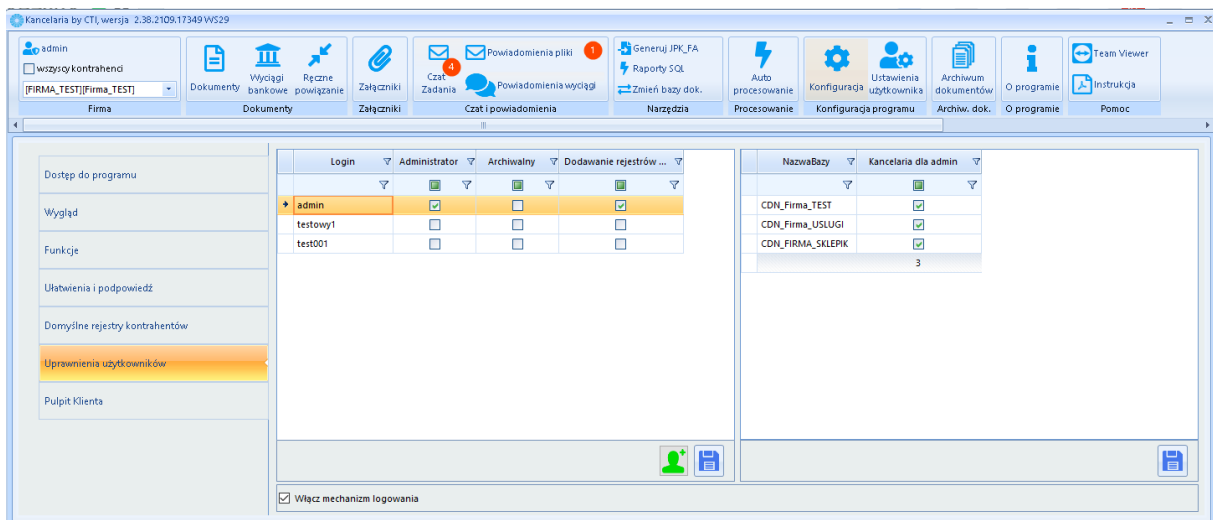 Kancelaria by CTI, wersja 2.38.2109.17349 WS29
admin
wszyscy kontrahenci
[FIRMA_TEST][Firma_TEST]
Firma
Dokumenty
Wyciągi bankowe
Ręczne powiązanie
Dokumenty
Załączniki
Załączniki
Czat
4
Zadania
Powiadomienia pliki
1
Powiadomienia wyciągi
Czat i powiadomienia
Generuj JPK_FA
Raporty SQL
Zmień bazy dok.
Narzędzia
Auto procesowanie
Procesowanie
Konfiguracja
Ustawienia użytkownika
Konfiguracja programu
Archiwum dokumentów
Archiw. dok.
O programie
O programie
Team Viewer
Instrukcja
Pomoc
Dostęp do programu
Wygląd
Funkcje
Ułatwienia i podpowiedź
Domyślne rejestry kontrahentów
Uprawnienia użytkowników
Pulpit Klienta
Login Administrator Archiwalny Dodawanie rejestrów ...
admin
testowy1
test001
NazwaBazy Kancelaria dla admin
CDN_Firma_TEST
CDN_Firma_USLUGI
CDN_FIRMA_SKLEPIK
3
Włącz mechanizm logowania